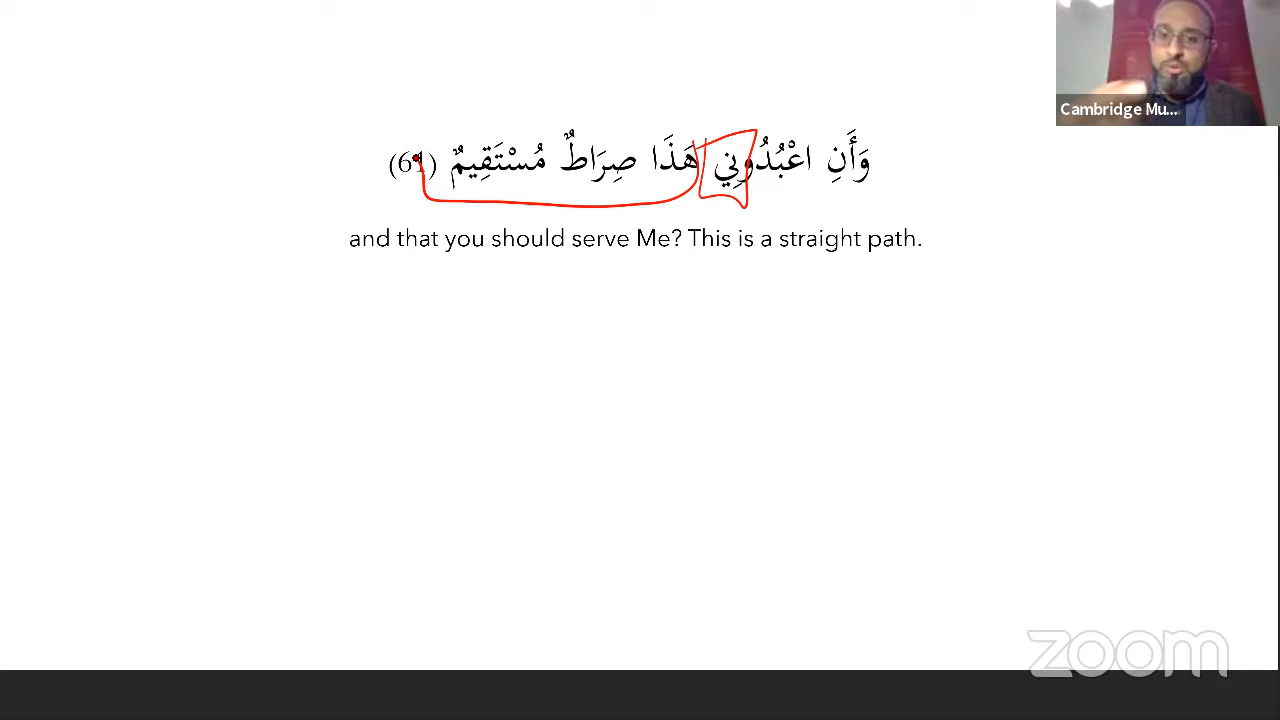 Cambridge Mu...
وَأَنِ اعْبُدُونِي هَذَا صِرَاطٌ مُسْتَقِيمٌ (61)
and that you should serve Me? This is a straight path.
zoom